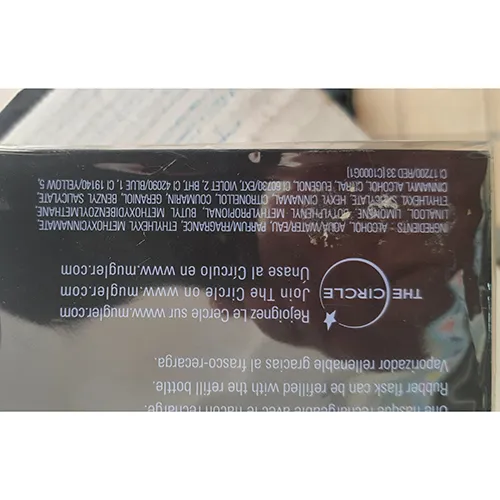 Une flasque rechargeable avec le flacon recharge.
Rubber flask can be refilled with the refill bottle.
Vaporizador rellenable gracias al frasco-recarga.
THE CIRCLE
Rejoignez Le Cercle sur www.mugler.com
Join The Circle on www.mugler.com
Únase al Círculo en www.mugler.com
INGREDIENTS - ALCOHOL, AQUA/WATER/EAU, PARFUM/FRAGRANCE, ETHYLHEXYL METHOXYCINNAMATE,
LINALOOL, LIMONENE, BUTYLPHENYL METHYLPROPIONAL, BUTYL METHOXYDIBENZOYLMETHANE,
ETHYLHEXYL SALICYLATE, HEXYL CINNAMAL, CITRONELLOL, COUMARIN, GERANIOL, BENZYL SALICYLATE,
CINNAMYL ALCOHOL, CITRAL, EUGENOL, CI 60730/EXT. VIOLET 2, BHT, CI 42090/BLUE 1, CI 19140/YELLOW 5,
CI 17200/RED 33 [C100G1]